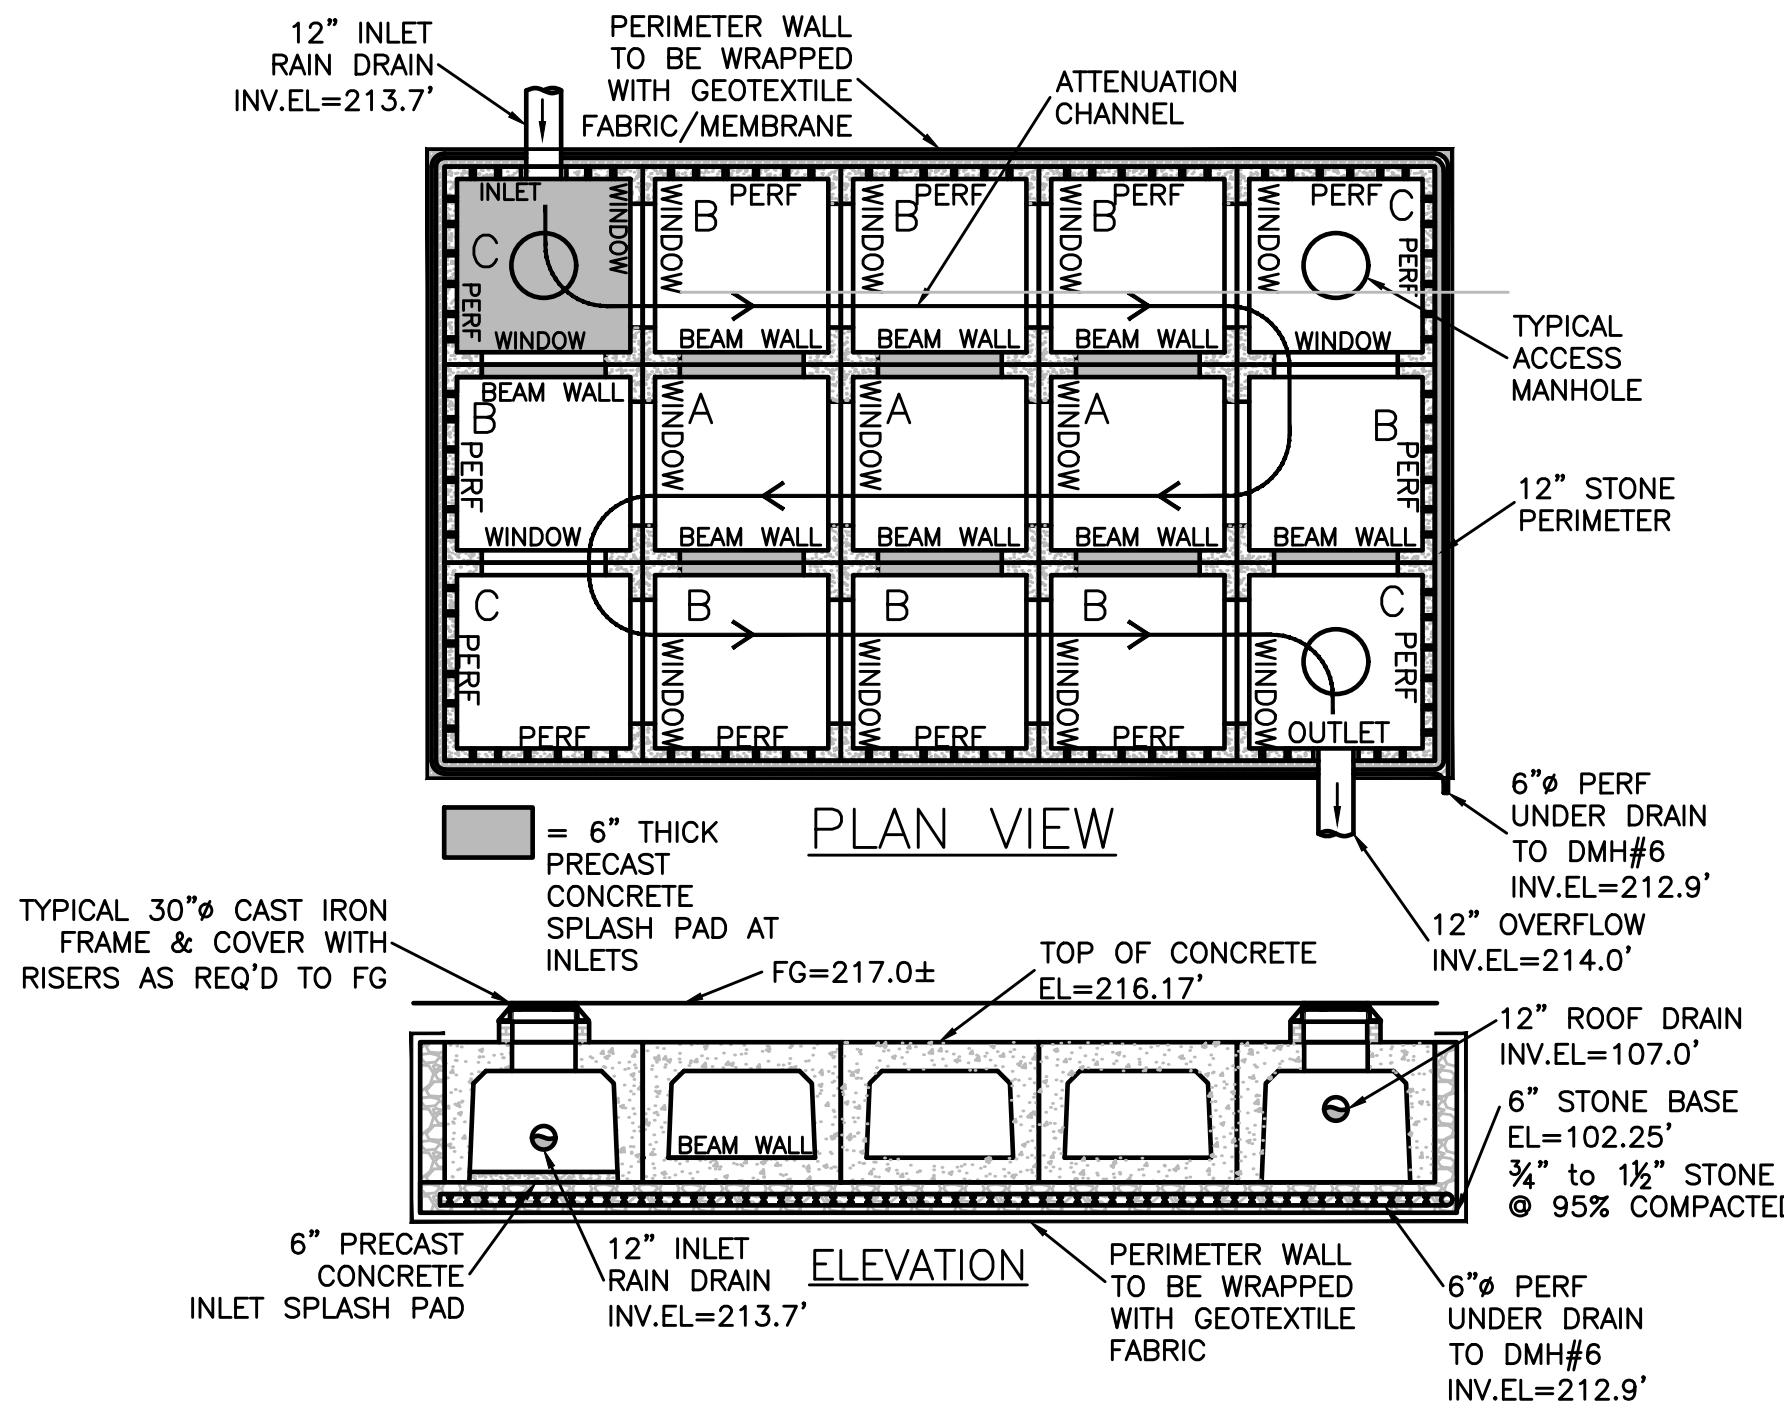 12” INLET
RAIN DRAIN
INV.EL=213.7’
PERIMETER WALL
TO BE WRAPPED
WITH GEOTEXTILE
FABRIC/MEMBRANE
ATTENUATION
CHANNEL
INLET
WINDOW
C
PERF
WINDOW
WINDOW
PERF
B
BEAM WALL
WINDOW
PERF
B
BEAM WALL
WINDOW
PERF
B
BEAM WALL
WINDOW
PERF
C
PERF
WINDOW
TYPICAL
ACCESS
MANHOLE
BEAM WALL
B
PERF
WINDOW
WINDOW
A
BEAM WALL
WINDOW
A
BEAM WALL
WINDOW
A
BEAM WALL
B
PERF
BEAM WALL
12” STONE
PERIMETER
C
PERF
PERF
B
WINDOW
PERF
B
WINDOW
PERF
B
WINDOW
PERF
C
WINDOW
PERF
OUTLET
= 6” THICK
PRECAST
CONCRETE
SPLASH PAD AT
INLETS
PLAN VIEW
6”ø PERF
UNDER DRAIN
TO DMH#6
INV.EL=212.9’
12” OVERFLOW
INV.EL=214.0’
TYPICAL 30”ø CAST IRON
FRAME & COVER WITH
RISERS AS REQ’D TO FG
FG=217.0±
TOP OF CONCRETE
EL=216.17’
12” ROOF DRAIN
INV.EL=107.0’
6” STONE BASE
EL=102.25’
¾” to 1½” STONE
@ 95% COMPACTED
BEAM WALL
6” PRECAST
CONCRETE
INLET SPLASH PAD
12” INLET
RAIN DRAIN
INV.EL=213.7’
ELEVATION
PERIMETER WALL
TO BE WRAPPED
WITH GEOTEXTILE
FABRIC
6”ø PERF
UNDER DRAIN
TO DMH#6
INV.EL=212.9’